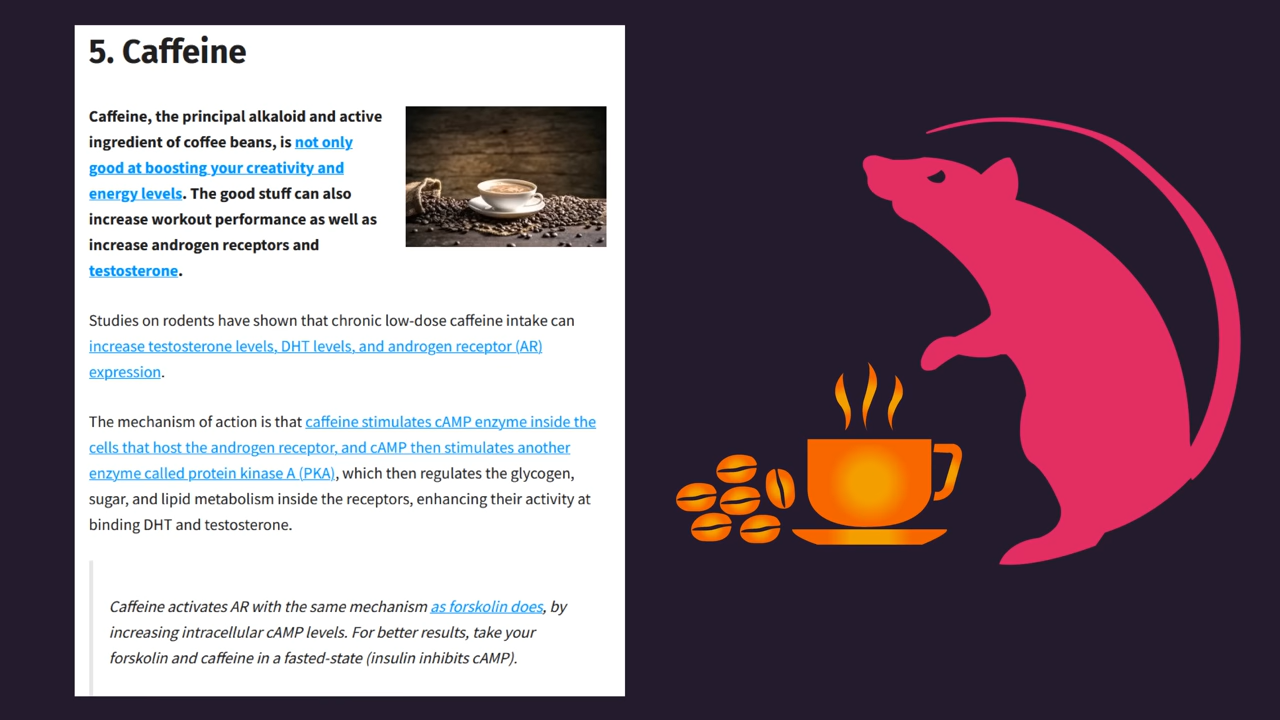 5. Caffeine
Caffeine, the principal alkaloid and active
ingredient of coffee beans, is not only
good at boosting your creativity and
energy levels. The good stuff can also
increase workout performance as well as
increase androgen receptors and
testosterone.
Studies on rodents have shown that chronic low-dose caffeine intake can
increase testosterone levels, DHT levels, and androgen receptor (AR)
expression.
The mechanism of action is that caffeine stimulates cAMP enzyme inside the
cells that host the androgen receptor, and cAMP then stimulates another
enzyme called protein kinase A (PKA), which then regulates the glycogen,
sugar, and lipid metabolism inside the receptors, enhancing their activity at
binding DHT and testosterone.
Caffeine activates AR with the same mechanism as forskolin does, by
increasing intracellular cAMP levels. For better results, take your
forskolin and caffeine in a fasted-state (insulin inhibits cAMP).